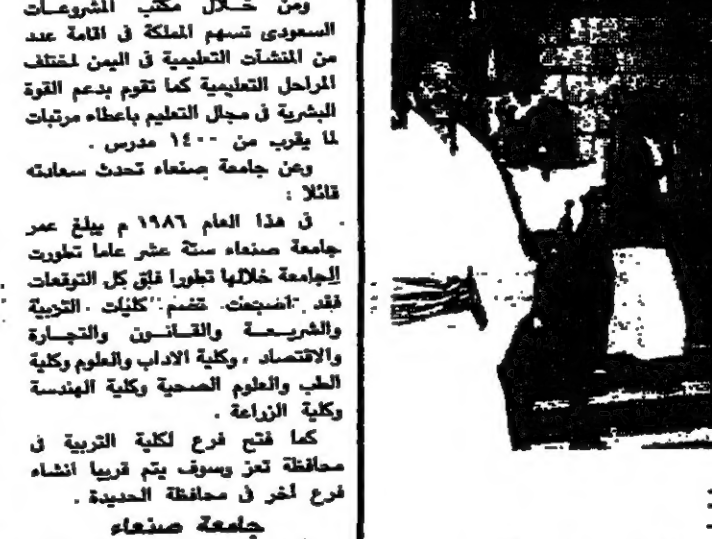 ومن خلال مكتب المشروعات
السعودى تسهم المملكة فى اقامة عدد
من المنشآت التعليمية فى اليمن لمختلف
المراحل التعليمية كما تقوم بدعم القوة
البشرية فى مجال التعليم باعطاء مرتبات
لما يقرب من ١٤٠٠ مدرس .
وعن جامعة صنعاء تحدث سعادته
قائلا :
فى هذا العام ١٩٨٦ م يبلغ عمر
جامعة صنعاء ستة عشر عاما تطورت
الجامعة خلالها تطورا فاق كل التوقعات
فقد اصبحت تضم كليات التربية
والشريعة والقانون والتجارة
والاقتصاد ، وكلية الاداب والعلوم وكلية
الطب والعلوم الصحية وكلية الهندسة
وكلية الزراعة .
كما فتح فرع لكلية التربية فى
محافظة تعز وسوف يتم قريبا انشاء
فرع أخر فى محافظة الحديدة .
جامعة صنعاء